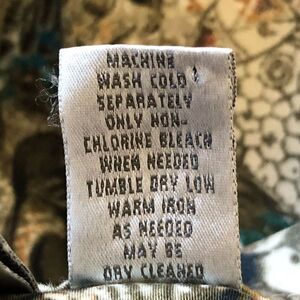 MACHINE
WASH COLD
SEPARATELY
ONLY NON-
CHLORINE BLEACH
WHEN NEEDED
TUMBLE DRY LOW
WARM IRON
AS NEEDED
MAY BE
DRY CLEANED